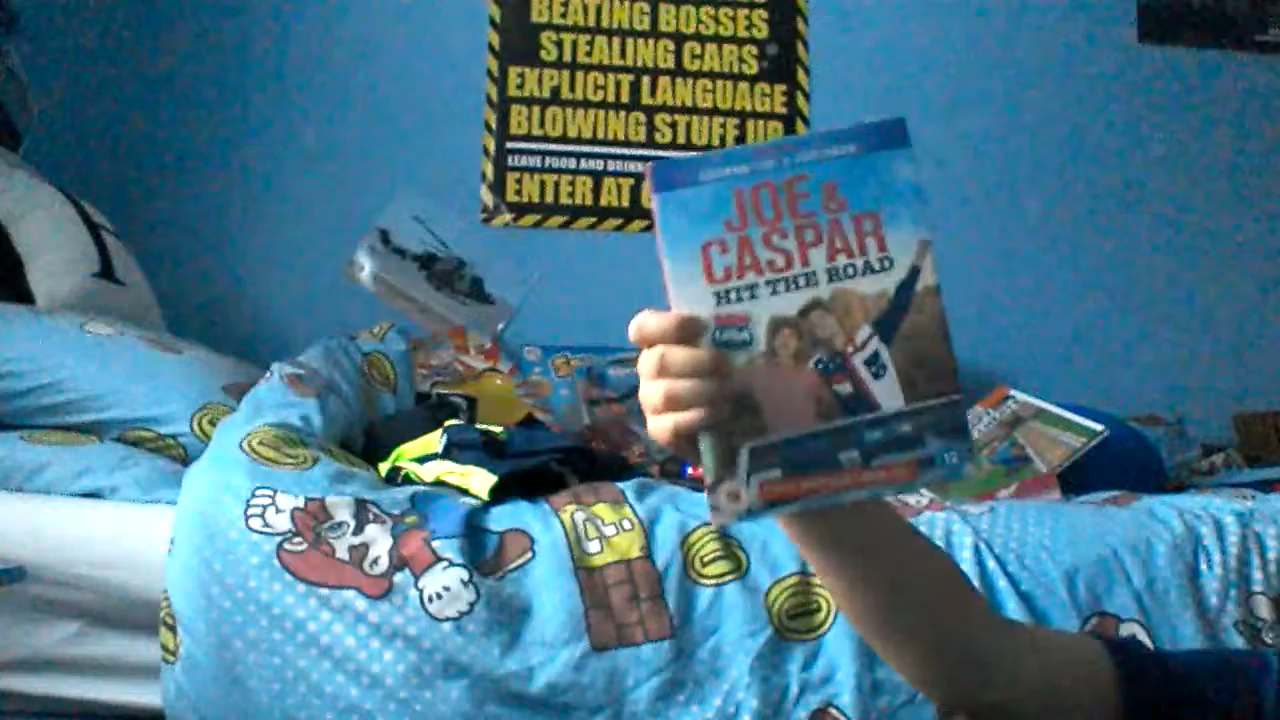 BEATING BOSSES
STEALING CARS
EXPLICIT LANGUAGE
BLOWING STUFF UP
LEAVE FOOD AND DRINK
ENTER AT
JOE &
CASPAR
HIT THE ROAD
12